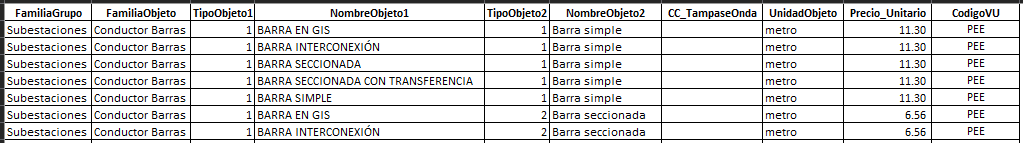 FamiliaGrupo FamiliaObjeto TipoObjeto1 NombreObjeto1 TipoObjeto2 NombreObjeto2 CC_TampaseOnda UnidadObjeto Precio_Unitario CodigoVU
Subestaciones Conductor Barras 1 BARRA EN GIS 1 Barra simple metro 11.30 PEE
Subestaciones Conductor Barras 1 BARRA INTERCONEXIÓN 1 Barra simple metro 11.30 PEE
Subestaciones Conductor Barras 1 BARRA SECCIONADA 1 Barra simple metro 11.30 PEE
Subestaciones Conductor Barras 1 BARRA SECCIONADA CON TRANSFERENCIA 1 Barra simple metro 11.30 PEE
Subestaciones Conductor Barras 1 BARRA SIMPLE 1 Barra simple metro 11.30 PEE
Subestaciones Conductor Barras 1 BARRA EN GIS 2 Barra seccionada metro 6.56 PEE
Subestaciones Conductor Barras 1 BARRA INTERCONEXIÓN 2 Barra seccionada metro 6.56 PEE